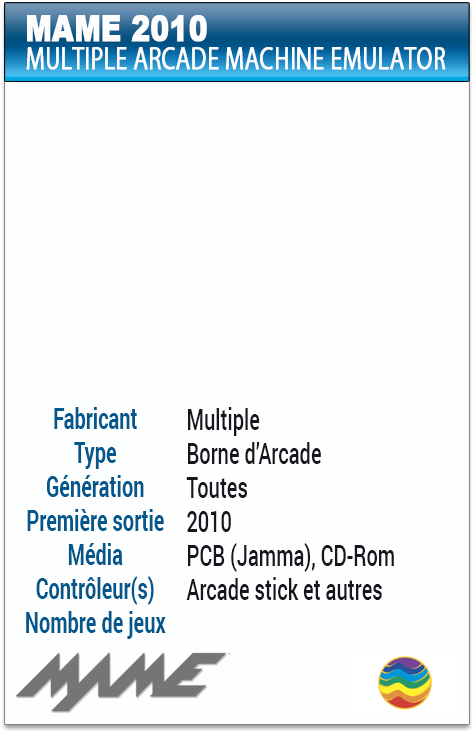 MAME 2010
MULTIPLE ARCADE MACHINE EMULATOR
Fabricant Multiple
Type Borne d’Arcade
Génération Toutes
Première sortie 2010
Média PCB (Jamma), CD-Rom
Contrôleur(s) Arcade stick et autres
Nombre de jeux
MAME